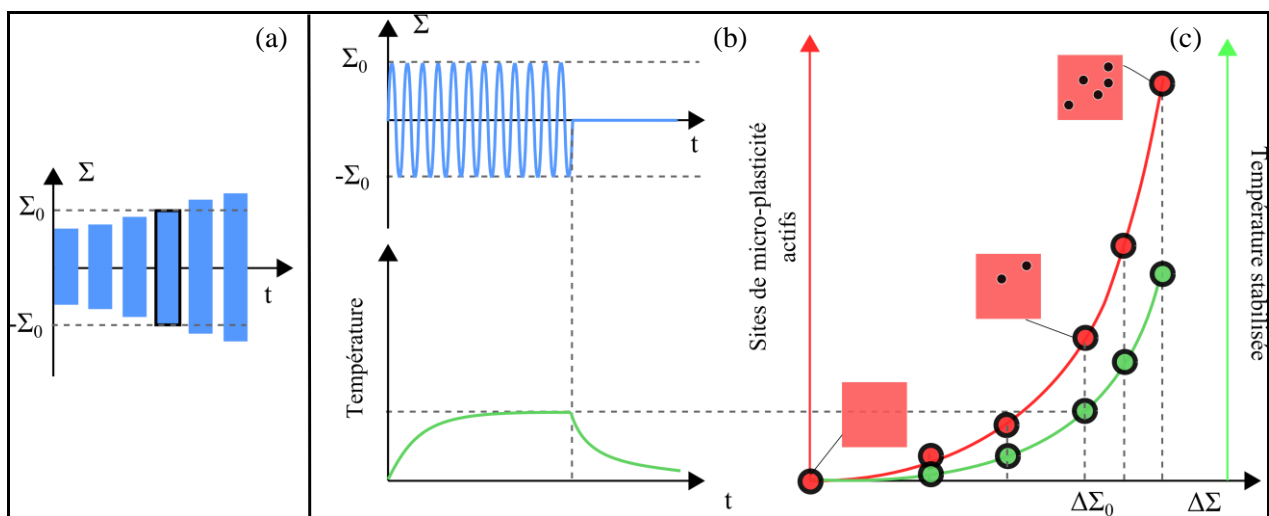 (a)
Σ
Σ₀
t
-Σ₀
(b)
Σ
Σ₀
t
-Σ₀
Température
t
(c)
Sites de micro-plasticité
actifs
Température stabilisée
ΔΣ₀
ΔΣ